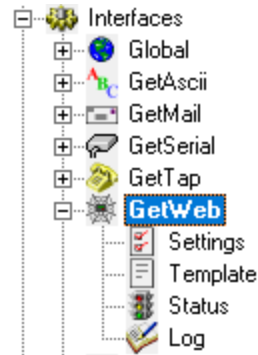 Interfaces
Global
GetAscii
GetMail
GetSerial
GetTap
GetWeb
Settings
Template
Status
Log